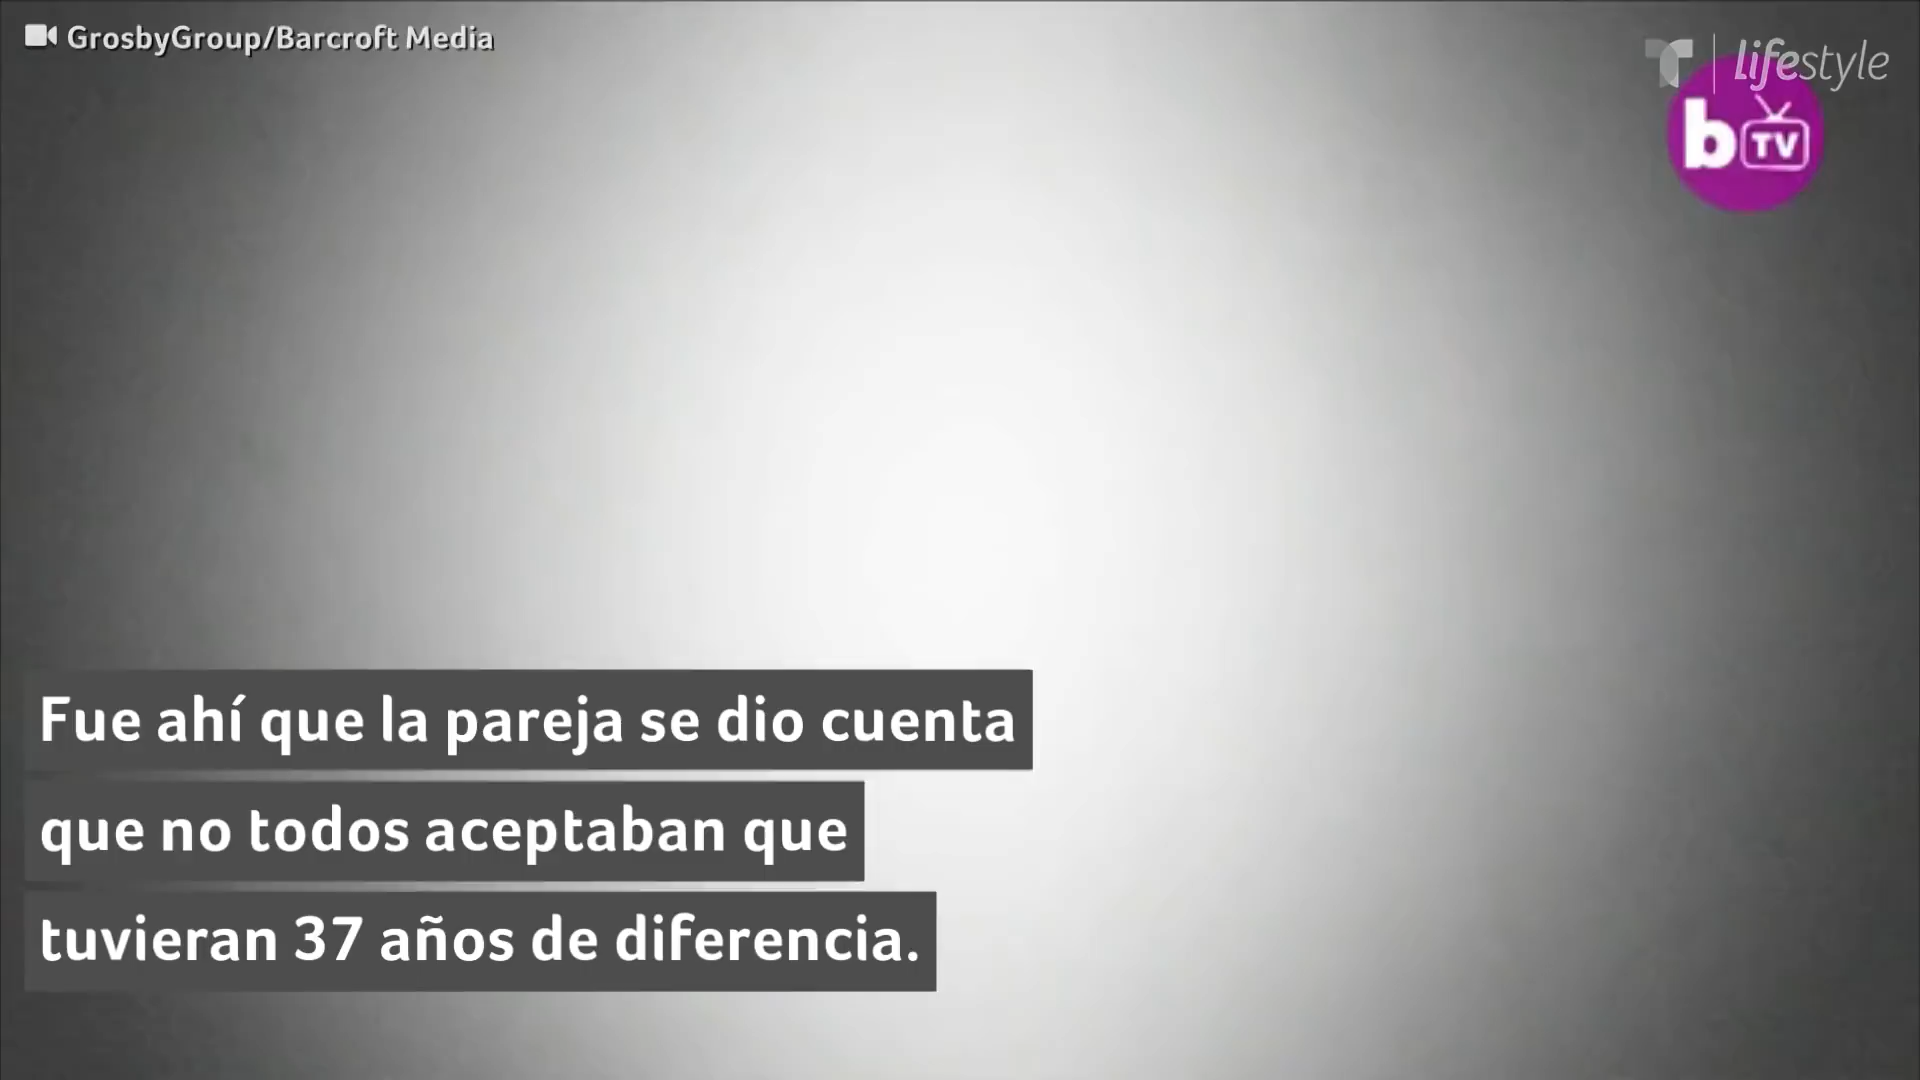 GrosbyGroup/Barcroft Media
lifestyle
b TV
Fue ahí que la pareja se dio cuenta
que no todos aceptaban que
tuvieran 37 años de diferencia.